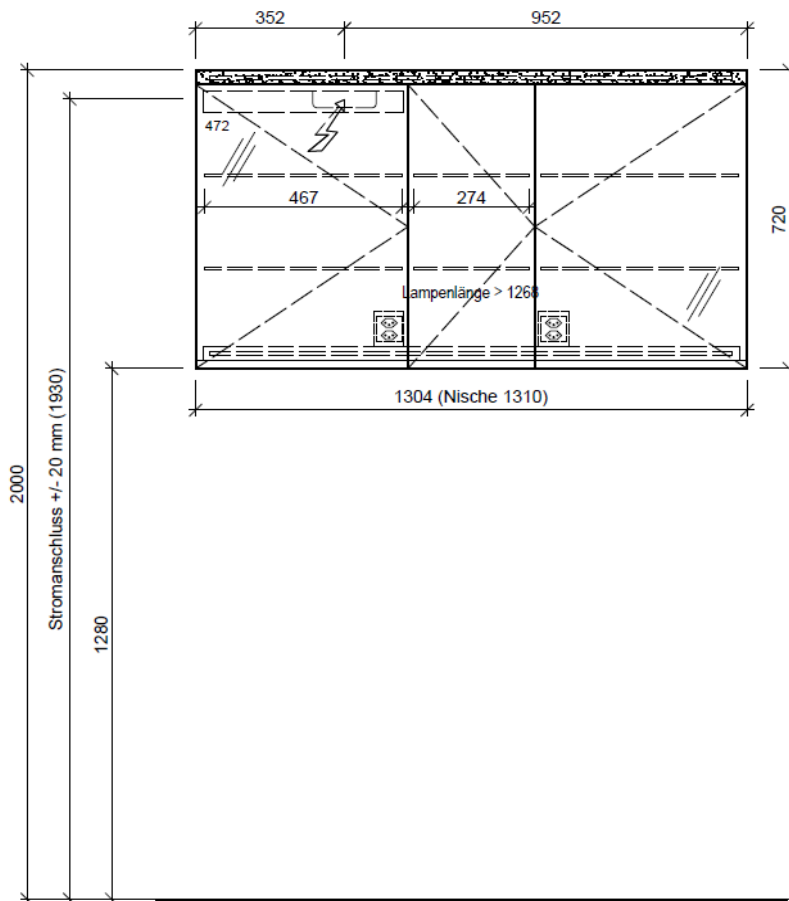 352
952
472
467
274
720
Lampenlänge > 1268
1304 (Nische 1310)
2000
Stromanschluss +/- 20 mm (1930)
1280